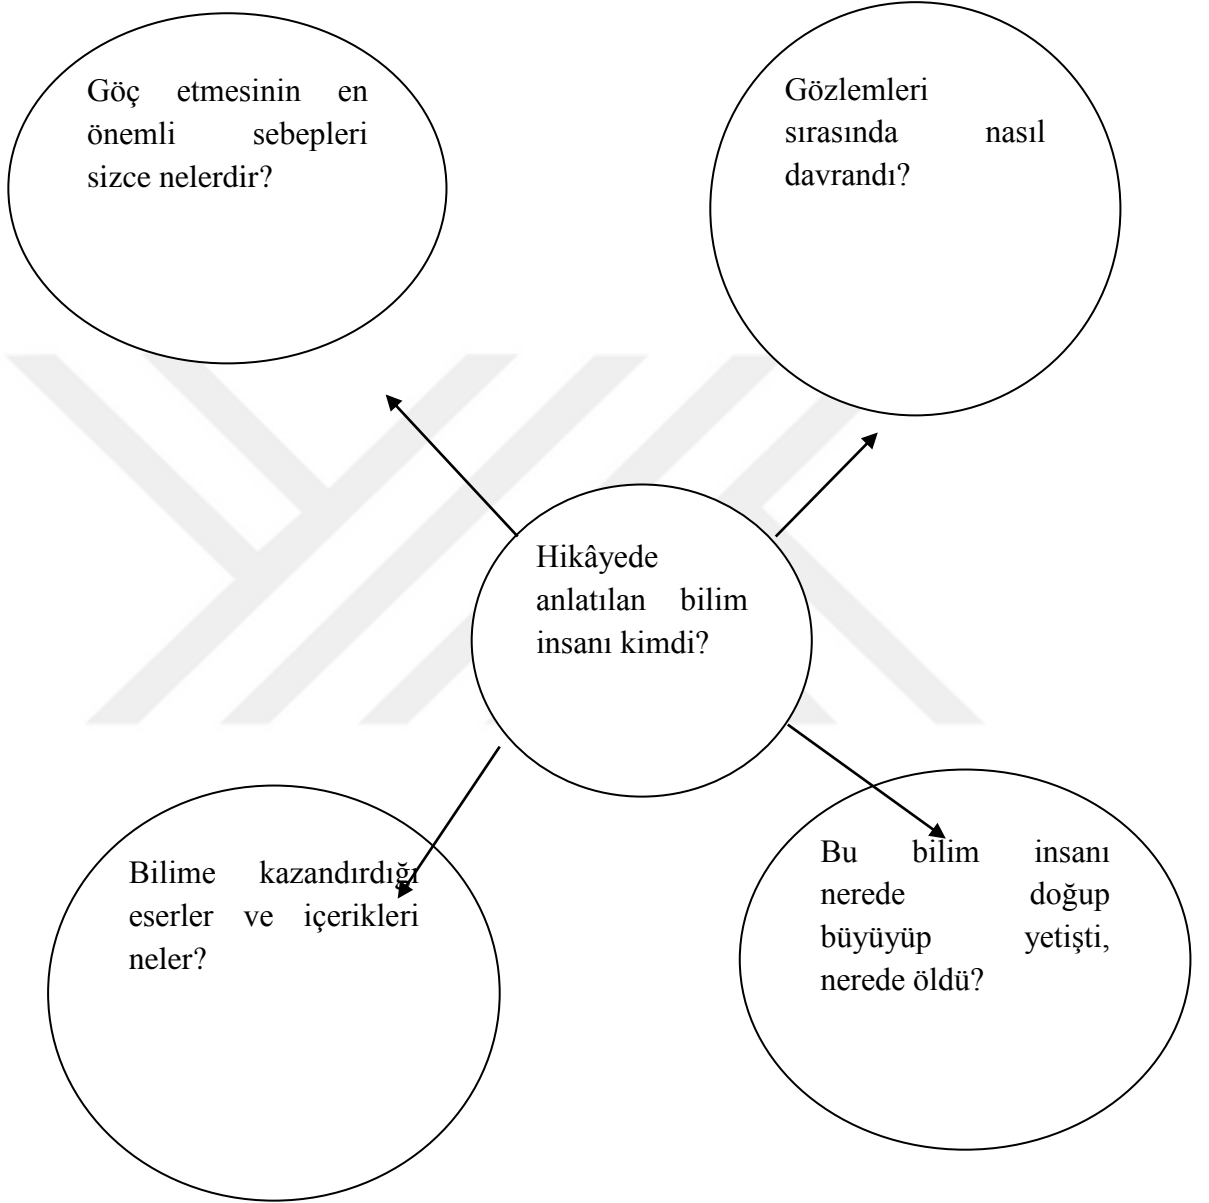 Göç etmesinin en
önemli sebepleri
sizce nelerdir?
Gözlemleri
sırasında nasıl
davrandı?
Hikâyede
anlatılan bilim
insanı kimdi?
Bilime kazandırdığı
eserler ve içerikleri
neler?
Bu bilim insanı
nerede doğup
büyüyüp yetişti,
nerede öldü?